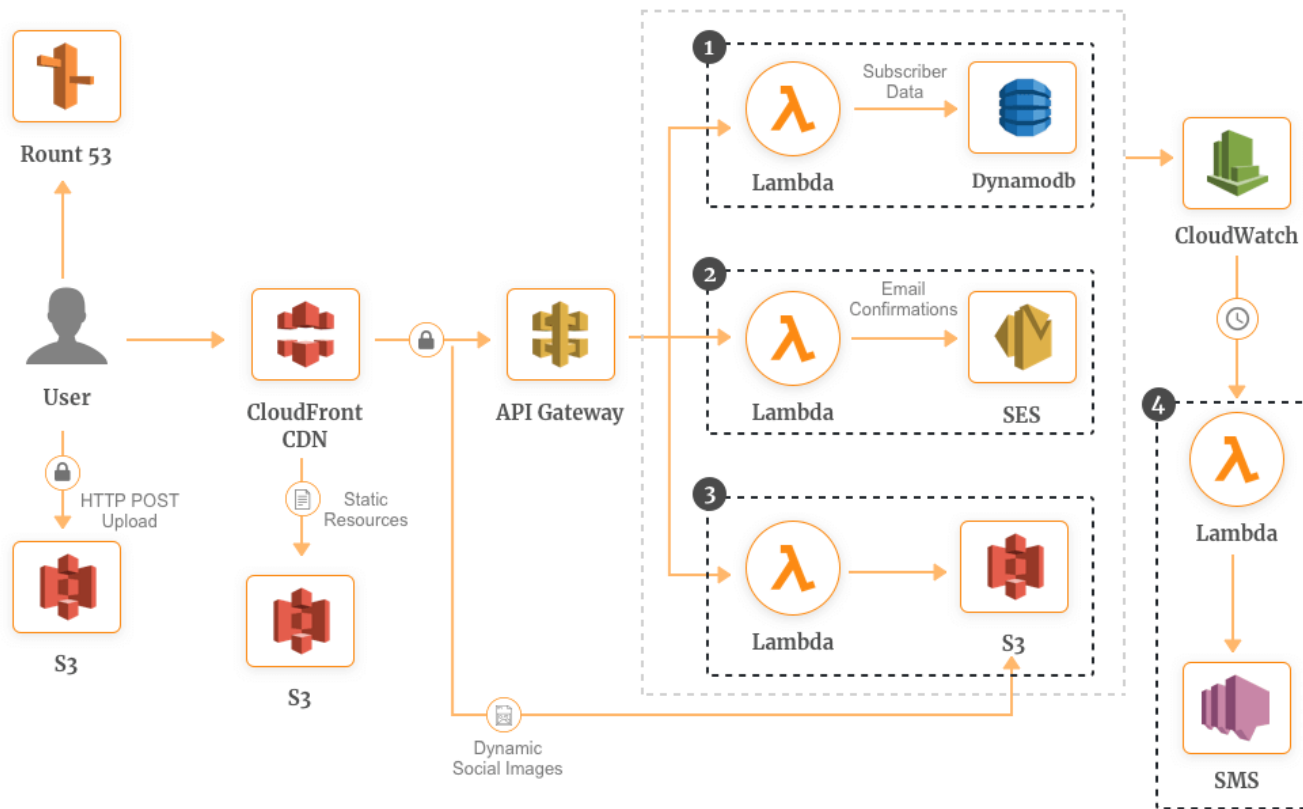 Rount 53
User
HTTP POST
Upload
S3
CloudFront
CDN
Static
Resources
S3
API Gateway
Dynamic
Social Images
1
Lambda
Subscriber
Data
Dynamodb
2
Lambda
Email
Confirmations
SES
3
Lambda
S3
CloudWatch
4
Lambda
SMS